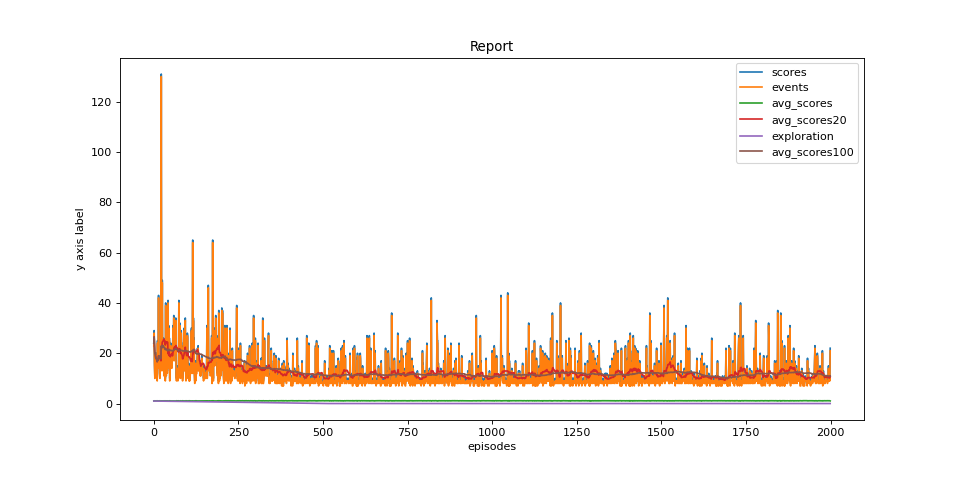 Report
scores
events
avg_scores
avg_scores20
exploration
avg_scores100
120
100
80
60
40
20
0
y axis label
0
250
500
750
1000
1250
1500
1750
2000
episodes